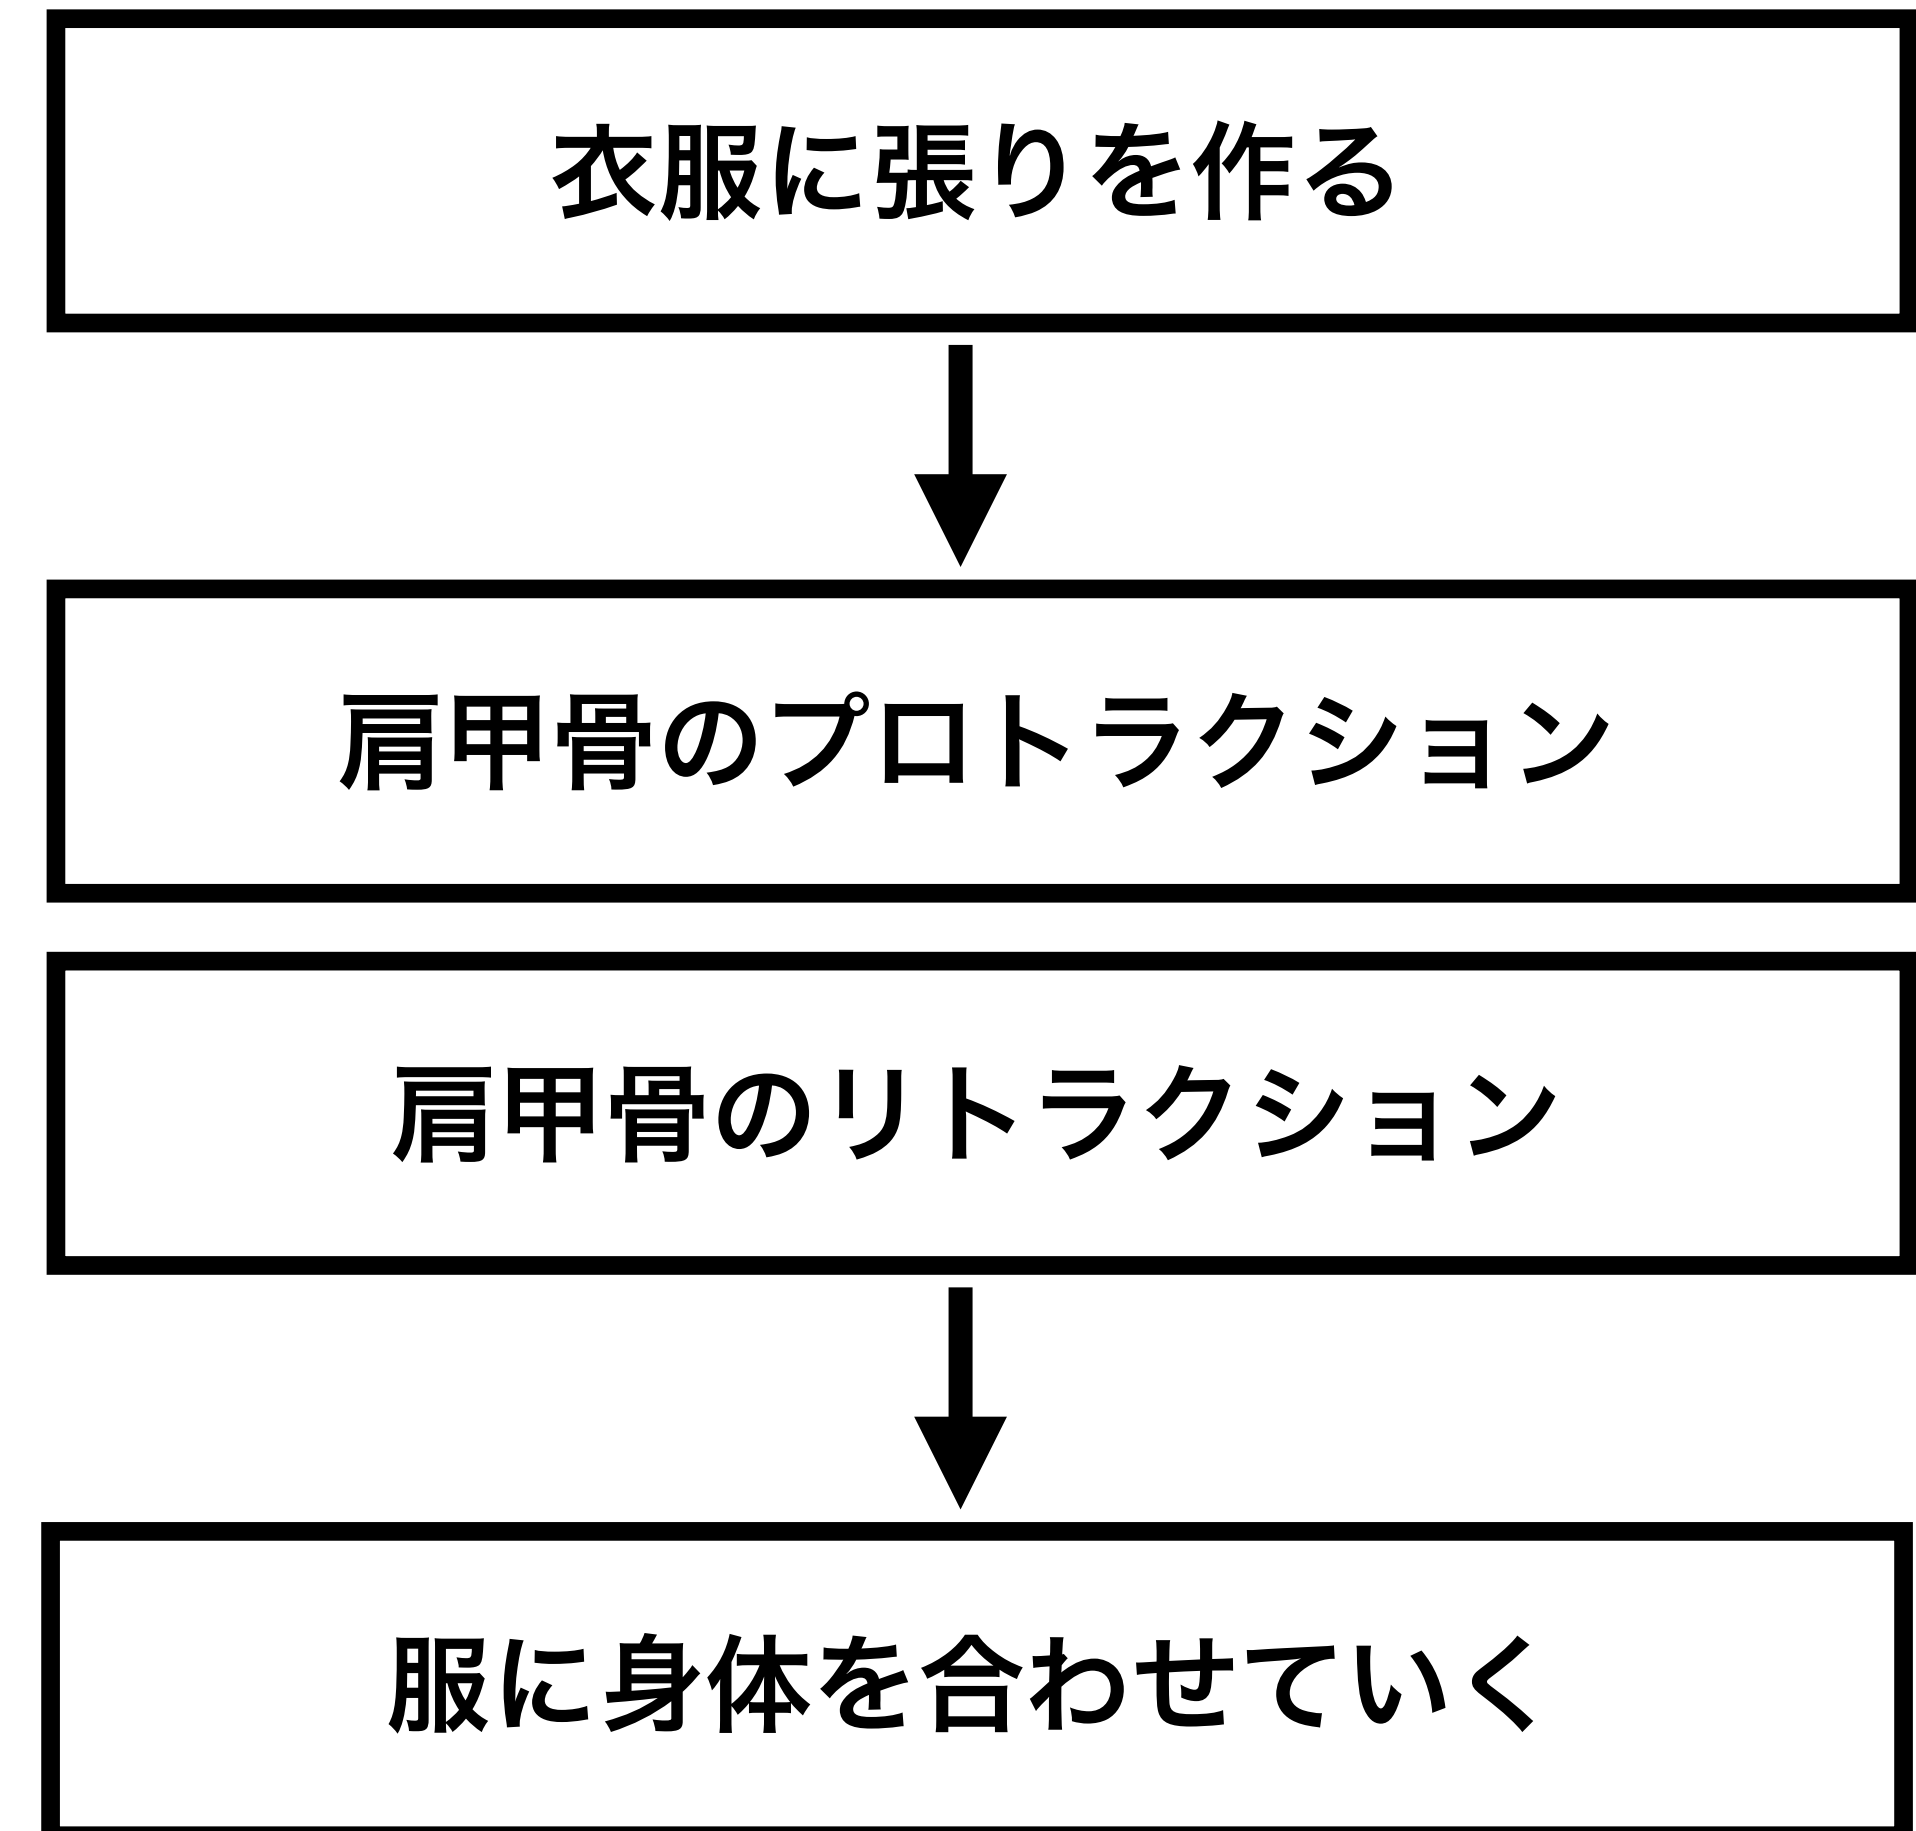 衣服に張りを作る
肩甲骨のプロトラクション
肩甲骨のリトラクション
服に身体を合わせていく